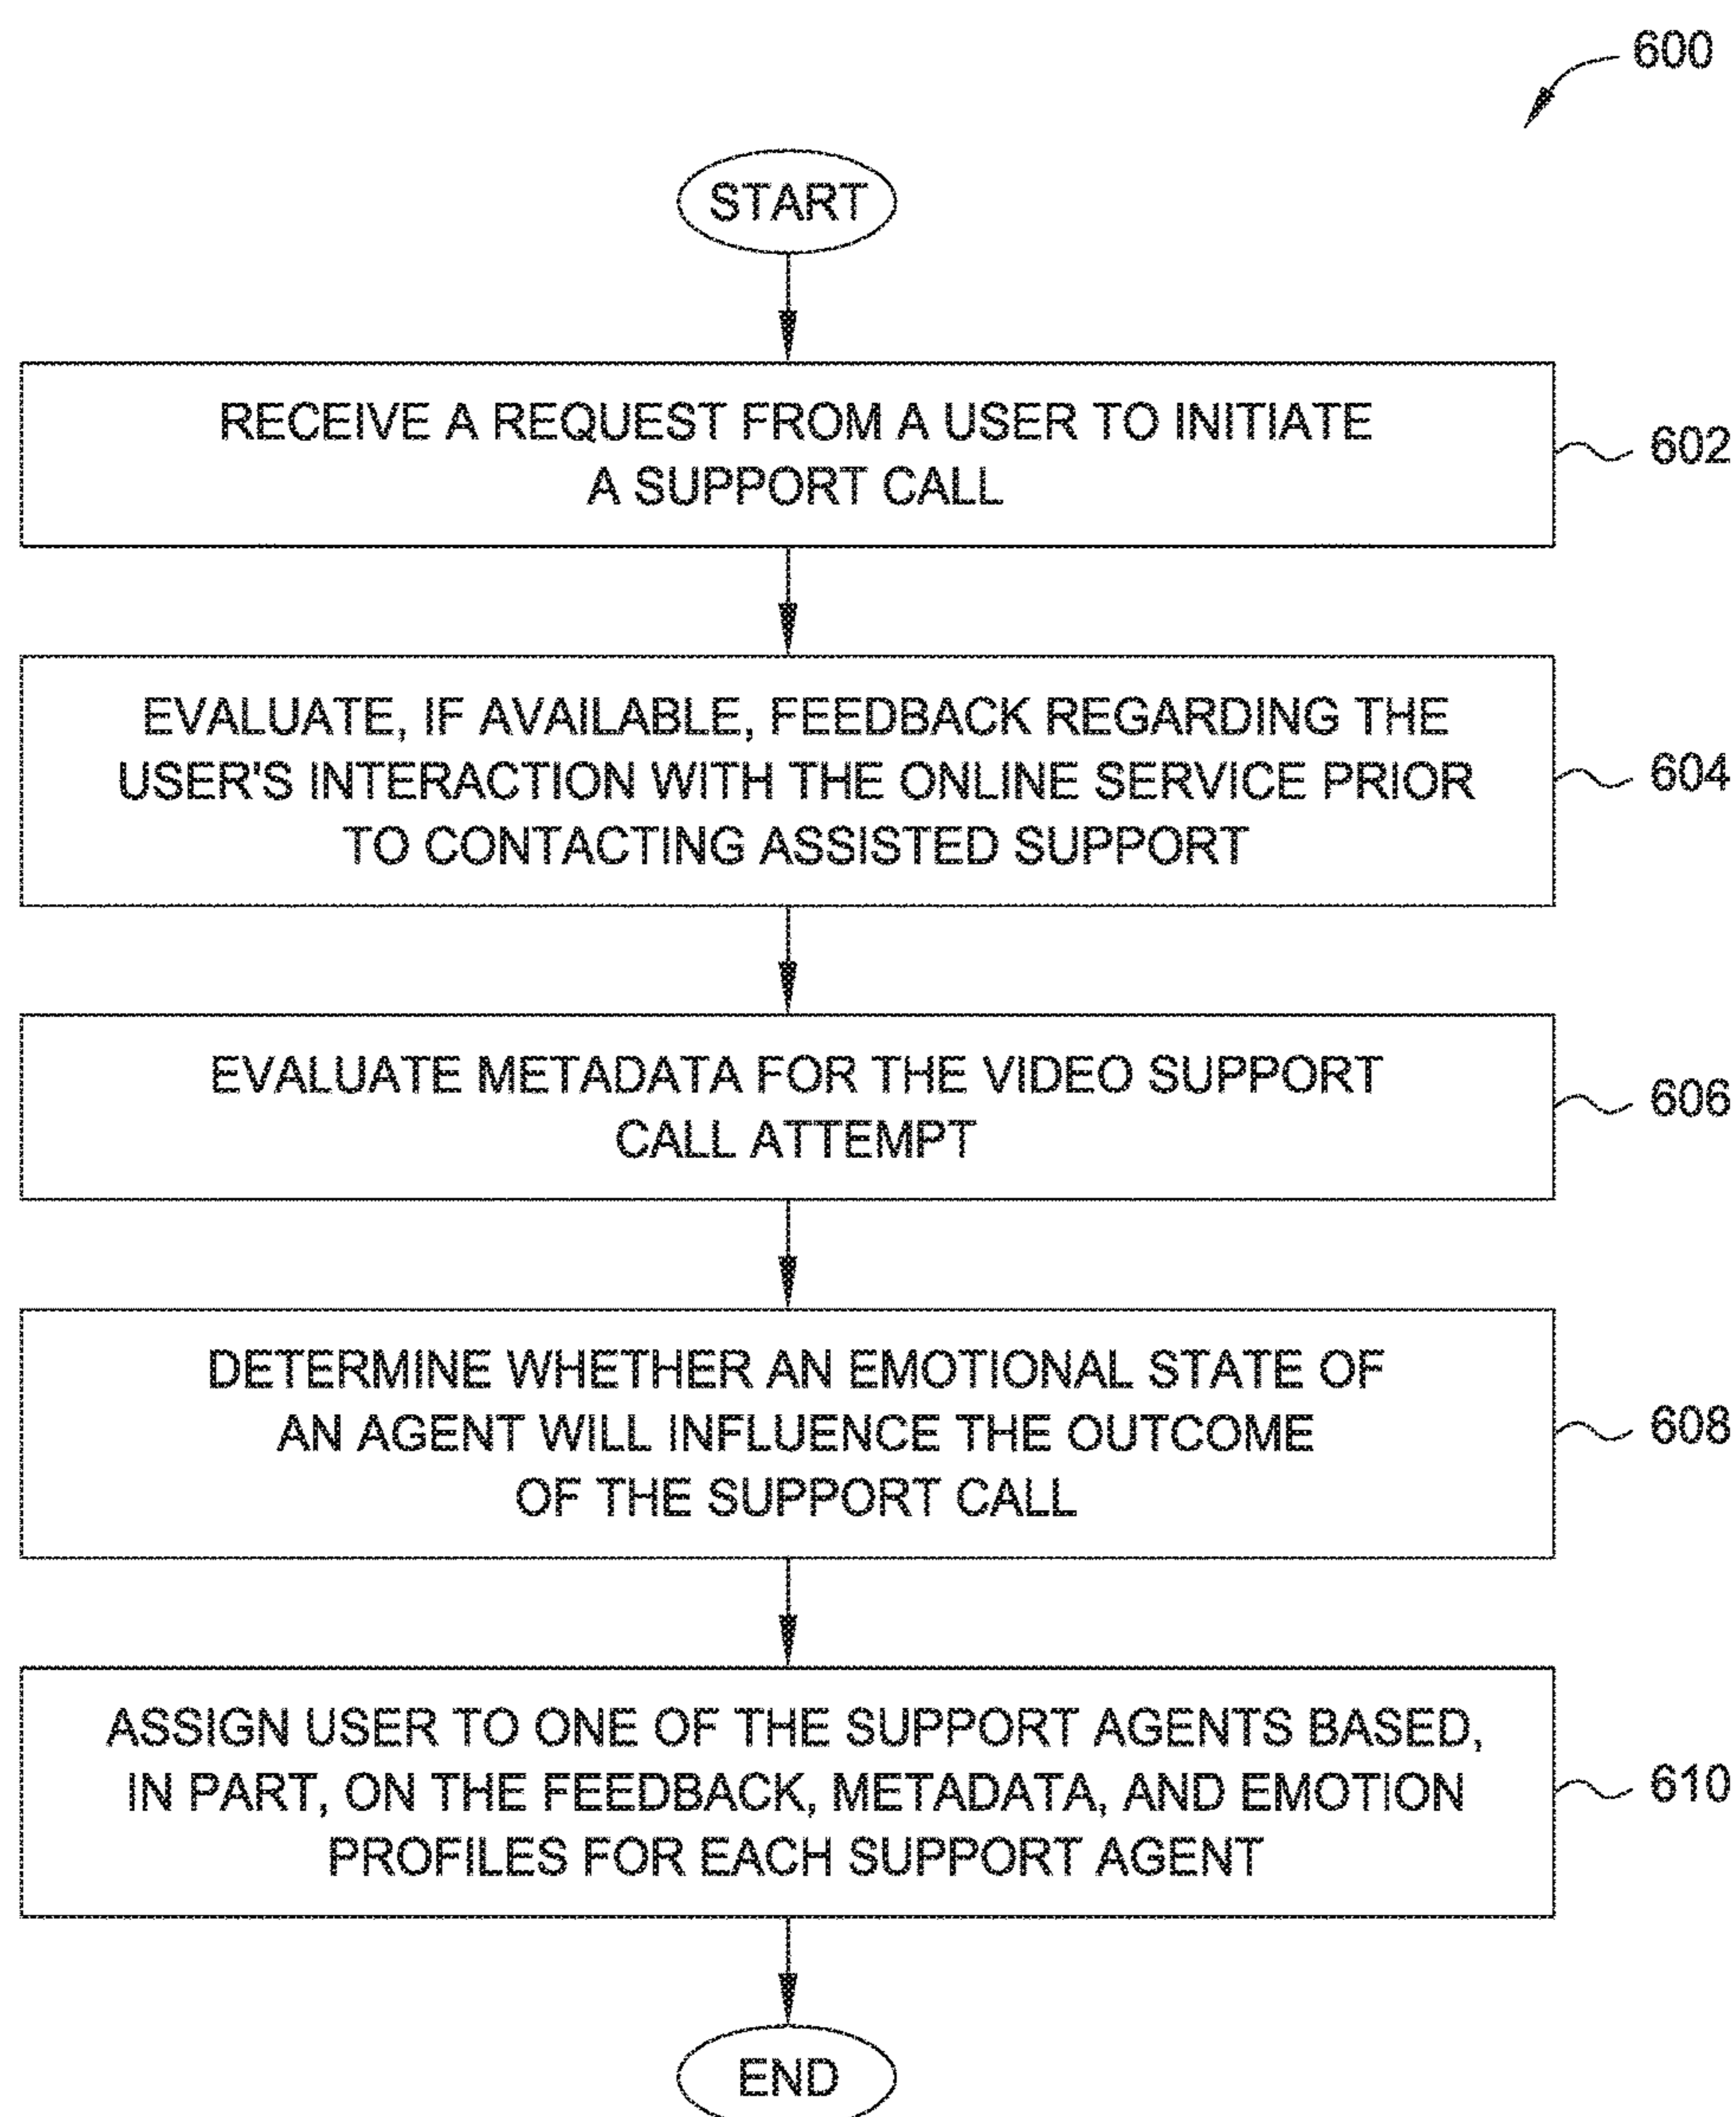 600
START
RECEIVE A REQUEST FROM A USER TO INITIATE
A SUPPORT CALL
602
EVALUATE, IF AVAILABLE, FEEDBACK REGARDING THE
USER'S INTERACTION WITH THE ONLINE SERVICE PRIOR
TO CONTACTING ASSISTED SUPPORT
604
EVALUATE METADATA FOR THE VIDEO SUPPORT
CALL ATTEMPT
606
DETERMINE WHETHER AN EMOTIONAL STATE OF
AN AGENT WILL INFLUENCE THE OUTCOME
OF THE SUPPORT CALL
608
ASSIGN USER TO ONE OF THE SUPPORT AGENTS BASED,
IN PART, ON THE FEEDBACK, METADATA, AND EMOTION
PROFILES FOR EACH SUPPORT AGENT
610
END